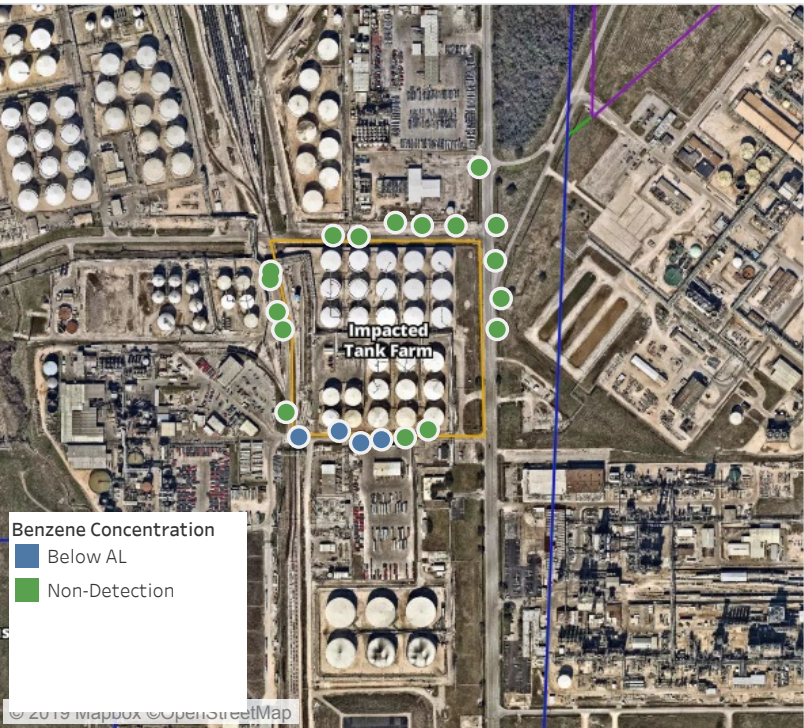 Impacted
Tank Farm
Benzene Concentration
Below AL
Non-Detection
s
© 2019 Mapbox ©OpenStreetMap